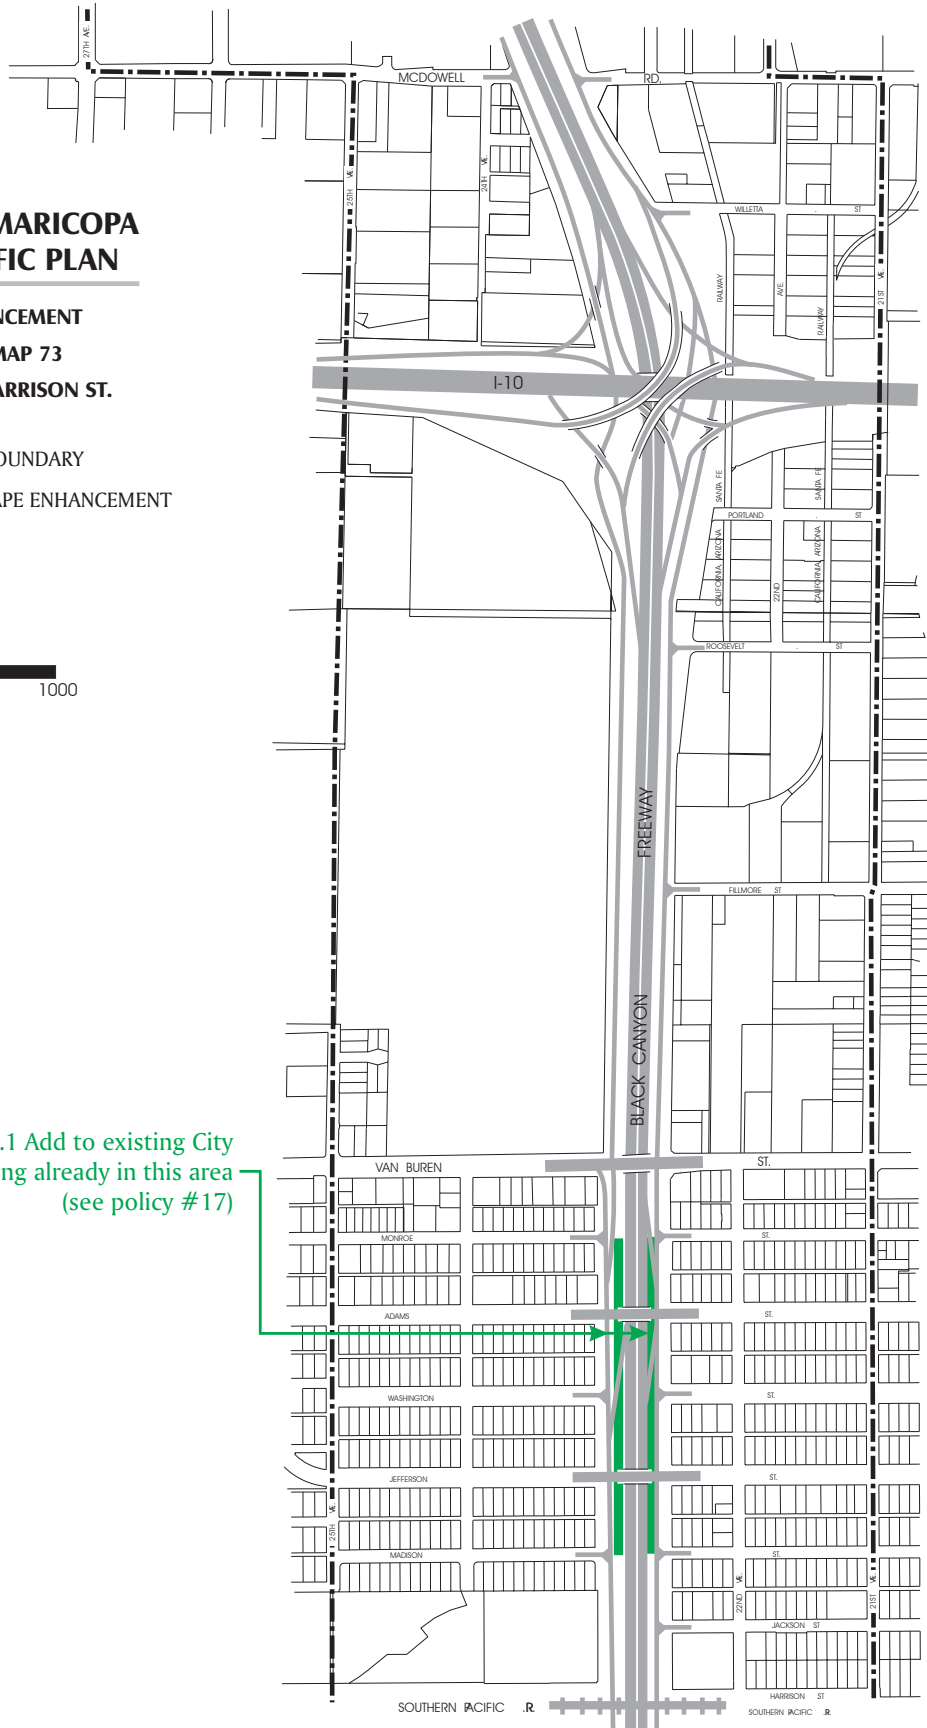 27TH AVE.
MCDOWELL RD.
25TH AVE.
24TH AVE.
MARICOPA
FIC PLAN
WILLETTA ST
NCEMENT
MAP 73
ARRISON ST.
RAILWAY
AVE.
RAILWAY
21ST AVE.
I-10
OUNDARY
APE ENHANCEMENT
SANTA FE
SANTA FE
PORTLAND ST
CALIFORNIA, ARIZONA
22ND
CALIFORNIA, ARIZONA
ROOSEVELT ST
1000
FREEWAY
FILLMORE ST
BLACK CANYON
.1 Add to existing City
ng already in this area
(see policy #17)
VAN BUREN ST.
MONROE ST.
ADAMS ST.
WASHINGTON ST.
JEFFERSON ST.
25TH AVE.
MADISON ST.
22ND AVE.
21ST AVE.
JACKSON ST
HARRISON ST
SOUTHERN PACIFIC .R.
SOUTHERN PACIFIC .R.